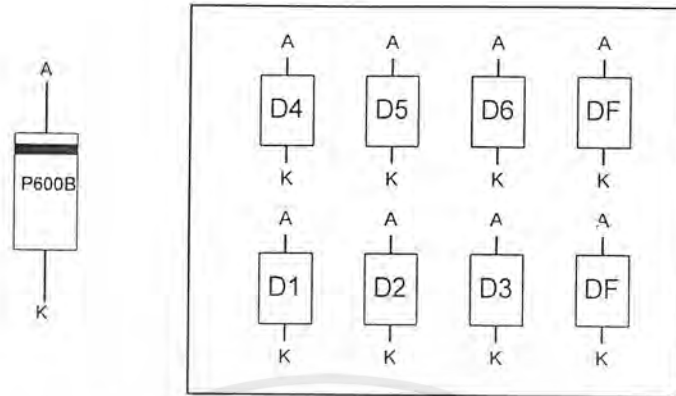 A
P600B
K
A A A A
D4 D5 D6 DF
K K K K
A A A A
D1 D2 D3 DF
K K K K